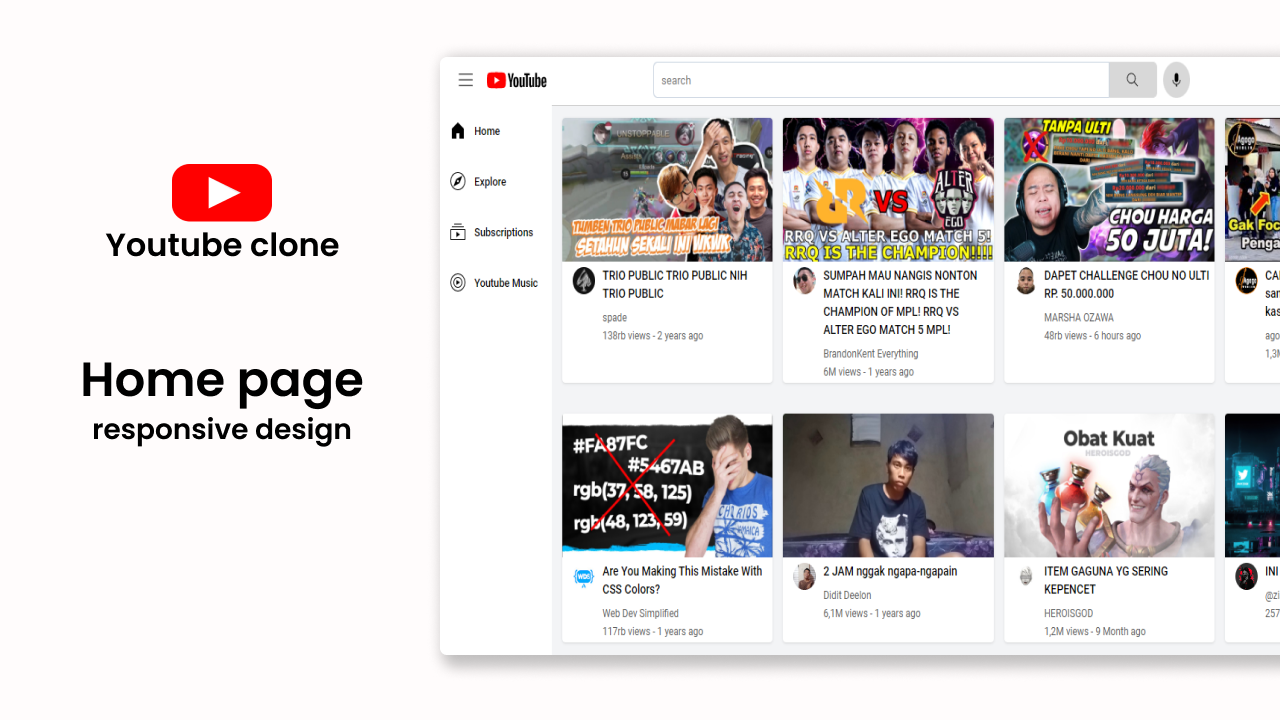 Youtube clone
Home page
responsive design
YouTube
search
Home
Explore
Subscriptions
Youtube Music
UNSTOPPABLE
TUMBEN TRIO PUBLIC MABAR LAGI
SETAHUN SEKALI INI WKWK
TRIO PUBLIC TRIO PUBLIC NIH
TRIO PUBLIC
spade
138rb views - 2 years ago
VS
ALTER
EGO
RRQ VS ALTER EGO MATCH 5!
RRQ IS THE CHAMPION!!!!
SUMPAH MAU NANGIS NONTON
MATCH KALI INI! RRQ IS THE
CHAMPION OF MPL! RRQ VS
ALTER EGO MATCH 5 MPL!
BrandonKent Everything
6M views - 1 years ago
TANPA ULTI
CHOU HARGA
50 JUTA!
DAPET CHALLENGE CHOU NO ULTI
RP. 50.000.000
MARSHA OZAWA
48rb views - 6 hours ago
Agogo
Gak Foc
Penga
CA
san
kas
ago
1,3M
#FA87FC
#5467AB
rgb(37, 58, 125)
rgb(48, 123, 59)
Are You Making This Mistake With
CSS Colors?
WDS
Web Dev Simplified
117rb views - 1 years ago
2 JAM nggak ngapa-ngapain
Didit Deelon
6,1M views - 1 years ago
Obat Kuat
HEROISGOD
ITEM GAGUNA YG SERING
KEPENCET
HEROISGOD
1,2M views - 9 Month ago
INI
@zi
257